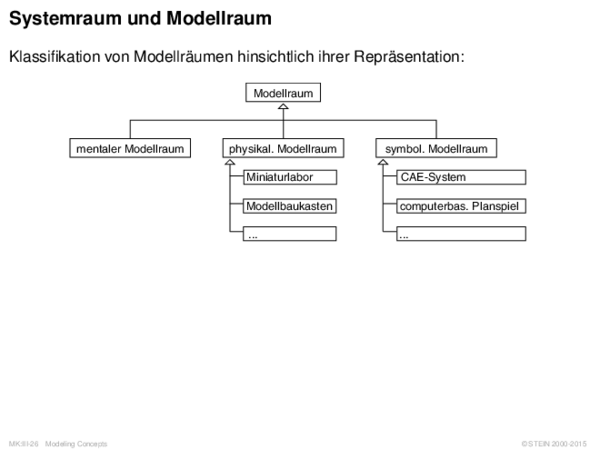 Systemraum und Modellraum
Klassifikation von Modellräumen hinsichtlich ihrer Repräsentation:
Modellraum
mentaler Modellraum physikal. Modellraum symbol. Modellraum
Miniaturlabor CAE-System
Modellbaukasten computerbas. Planspiel
... ...
MK:III-26 Modeling Concepts © STEIN 2000-2015